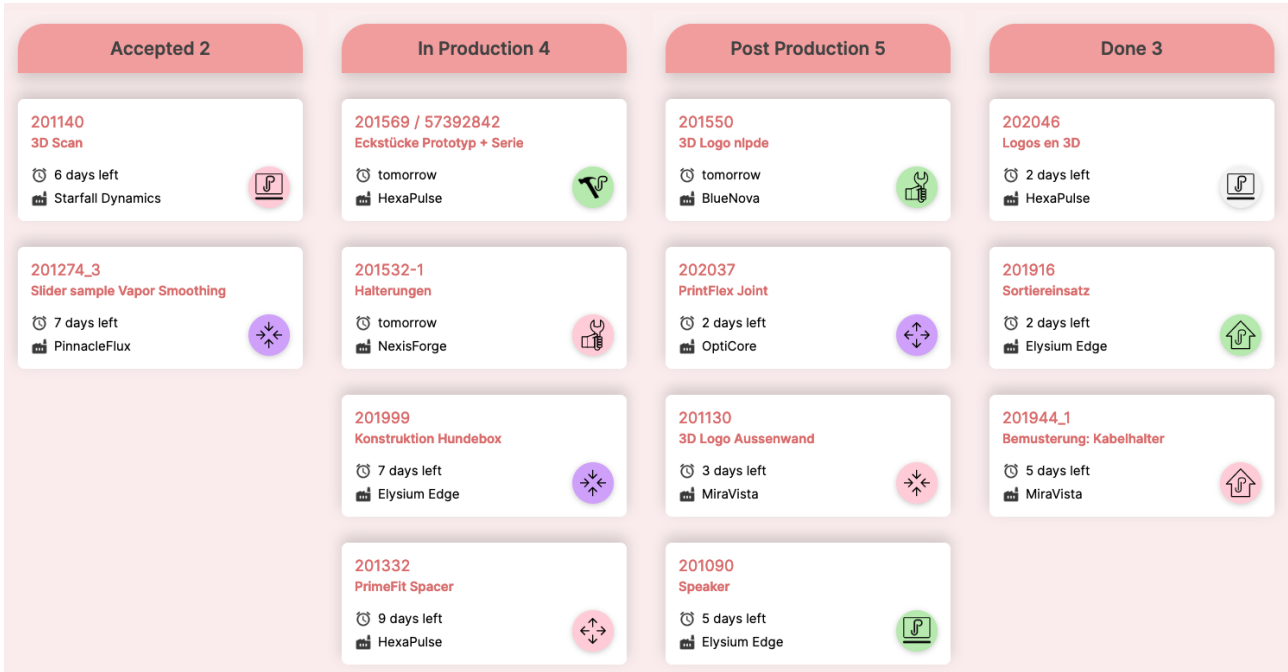 Accepted 2
201140
3D Scan
6 days left
Starfall Dynamics
201274_3
Slider sample Vapor Smoothing
7 days left
PinnacleFlux
In Production 4
201569 / 57392842
Eckstücke Prototyp + Serie
tomorrow
HexaPulse
201532-1
Halterungen
tomorrow
NexisForge
201999
Konstruktion Hundebox
7 days left
Elysium Edge
201332
PrimeFit Spacer
9 days left
HexaPulse
Post Production 5
201550
3D Logo nlpde
tomorrow
BlueNova
202037
PrintFlex Joint
2 days left
OptiCore
201130
3D Logo Aussenwand
3 days left
MiraVista
201090
Speaker
5 days left
Elysium Edge
Done 3
202046
Logos en 3D
2 days left
HexaPulse
201916
Sortiereinsatz
2 days left
Elysium Edge
201944_1
Bemusterung: Kabelhalter
5 days left
MiraVista